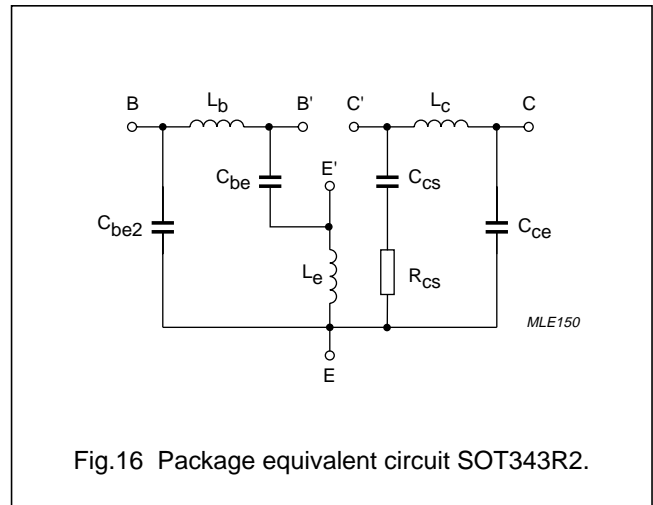 B L_b B' C' L_c C
E'
C_be C_cs
C_be2 C_ce
L_e R_cs
MLE150
E
Fig.16 Package equivalent circuit SOT343R2.